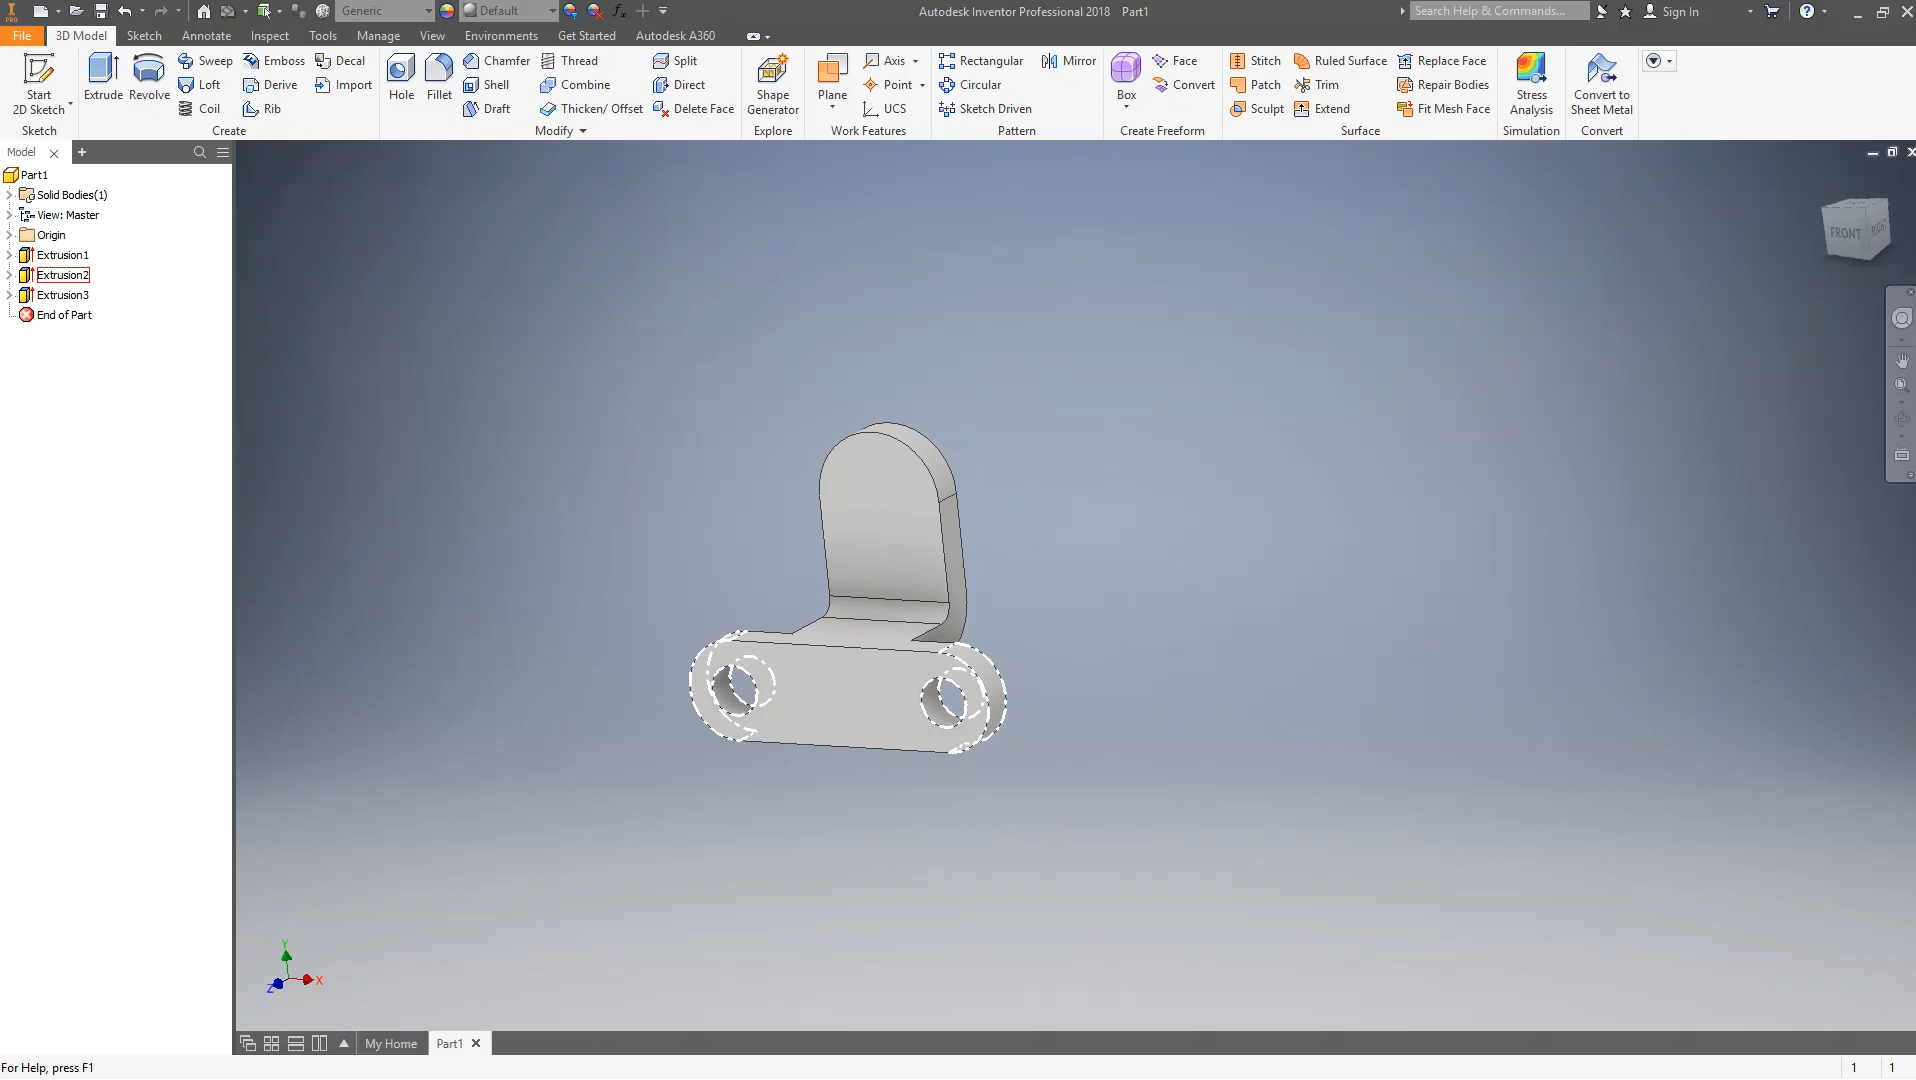 PRO
Generic
Default
fx
Autodesk Inventor Professional 2018 Part1
Search Help & Commands...
Sign In
File 3D Model Sketch Annotate Inspect Tools Manage View Environments Get Started Autodesk A360
Start
2D Sketch
Extrude
Revolve
Sweep
Loft
Coil
Emboss
Derive
Rib
Decal
Import
Hole
Fillet
Chamfer
Shell
Draft
Thread
Combine
Thicken/ Offset
Split
Direct
Delete Face
Shape
Generator
Plane
Axis
Point
UCS
Rectangular
Circular
Sketch Driven
Mirror
Box
Face
Convert
Stitch
Patch
Sculpt
Ruled Surface
Trim
Extend
Replace Face
Repair Bodies
Fit Mesh Face
Stress
Analysis
Convert to
Sheet Metal
Sketch Create Modify Explore Work Features Pattern Create Freeform Surface Simulation Convert
Model
Part1
Solid Bodies(1)
View: Master
Origin
Extrusion1
Extrusion2
Extrusion3
End of Part
FRONT
RIGHT
Y
X
Z
My Home Part1
For Help, press F1
1 1